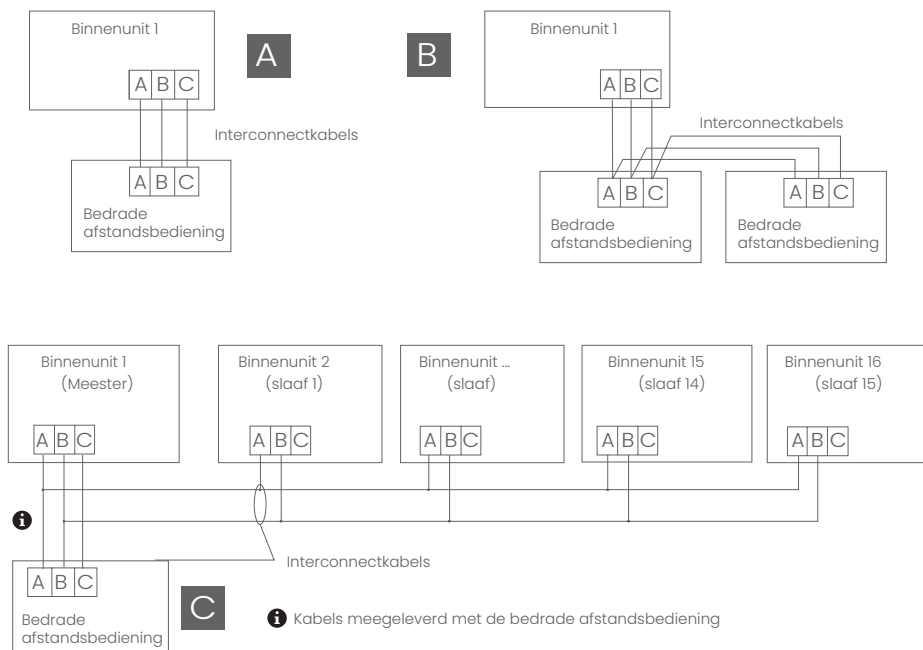 Binnenunit 1
A B C
Interconnectkabels
A B C
Bedrade
afstandsbediening
A
B
Binnenunit 1
A B C
Interconnectkabels
A B C
Bedrade
afstandsbediening
A B C
Bedrade
afstandsbediening
Binnenunit 1
(Meester)
A B C
Binnenunit 2
(slaaf 1)
A B C
Binnenunit ...
(slaaf)
A B C
Binnenunit 15
(slaaf 14)
A B C
Binnenunit 16
(slaaf 15)
A B C
i
Interconnectkabels
A B C
Bedrade
afstandsbediening
C
i Kabels meegeleverd met de bedrade afstandsbediening